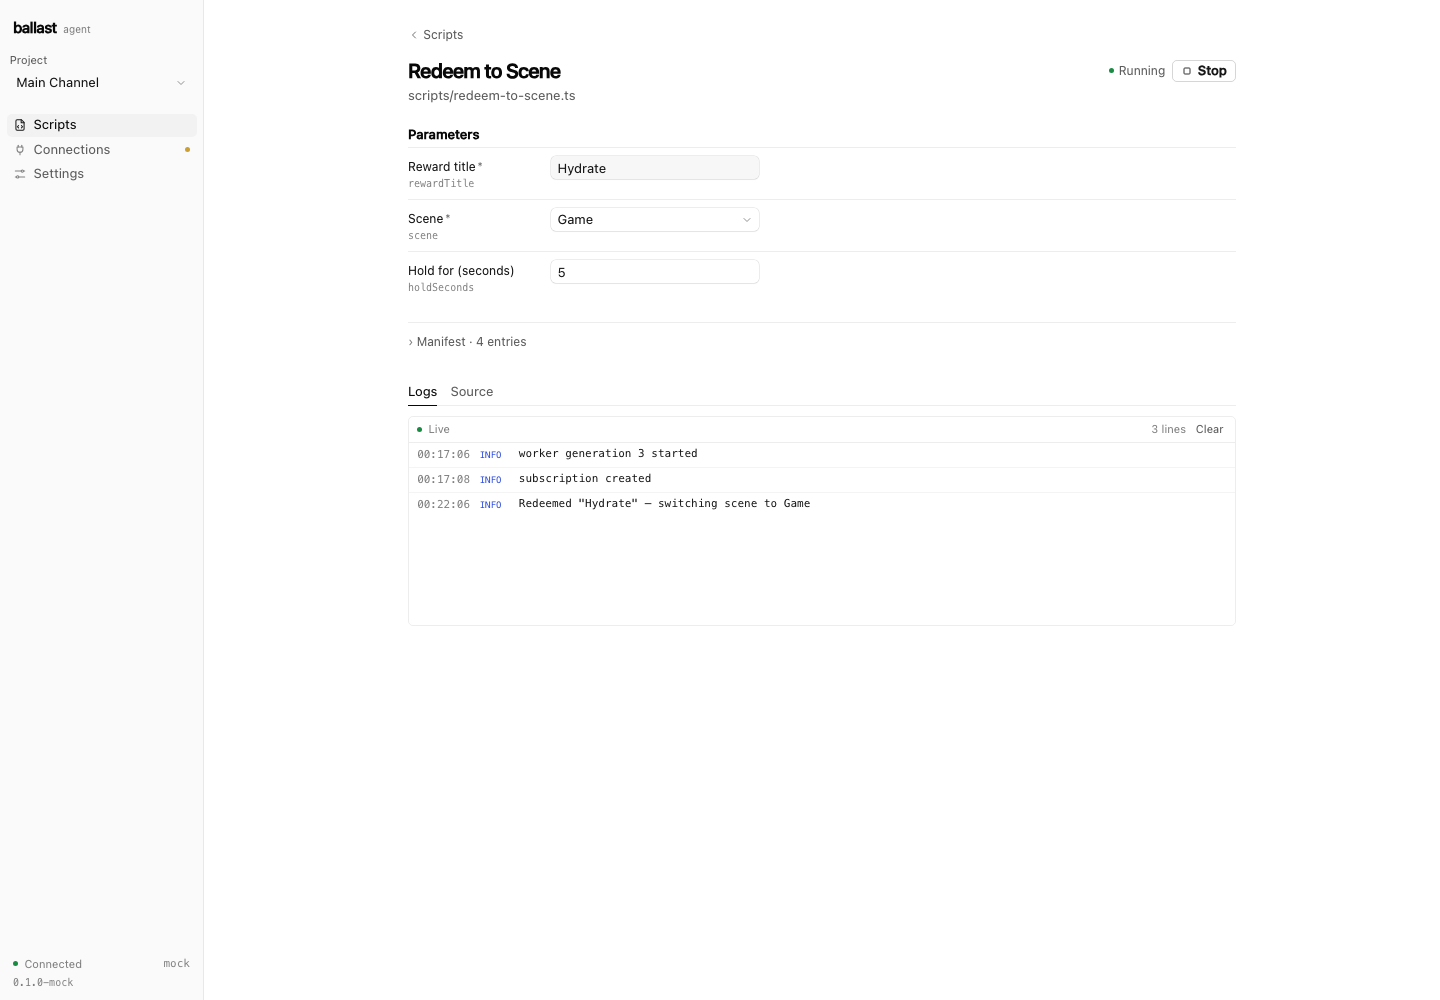 ballast agent
Project
Main Channel
Scripts
Connections
Settings
Connected mock
0.1.0-mock
Scripts
Redeem to Scene
Running Stop
scripts/redeem-to-scene.ts
Parameters
Reward title * Hydrate
rewardTitle
Scene * Game
scene
Hold for (seconds) 5
holdSeconds
› Manifest · 4 entries
Logs Source
Live 3 lines Clear
00:17:06 INFO worker generation 3 started
00:17:08 INFO subscription created
00:22:06 INFO Redeemed "Hydrate" — switching scene to Game